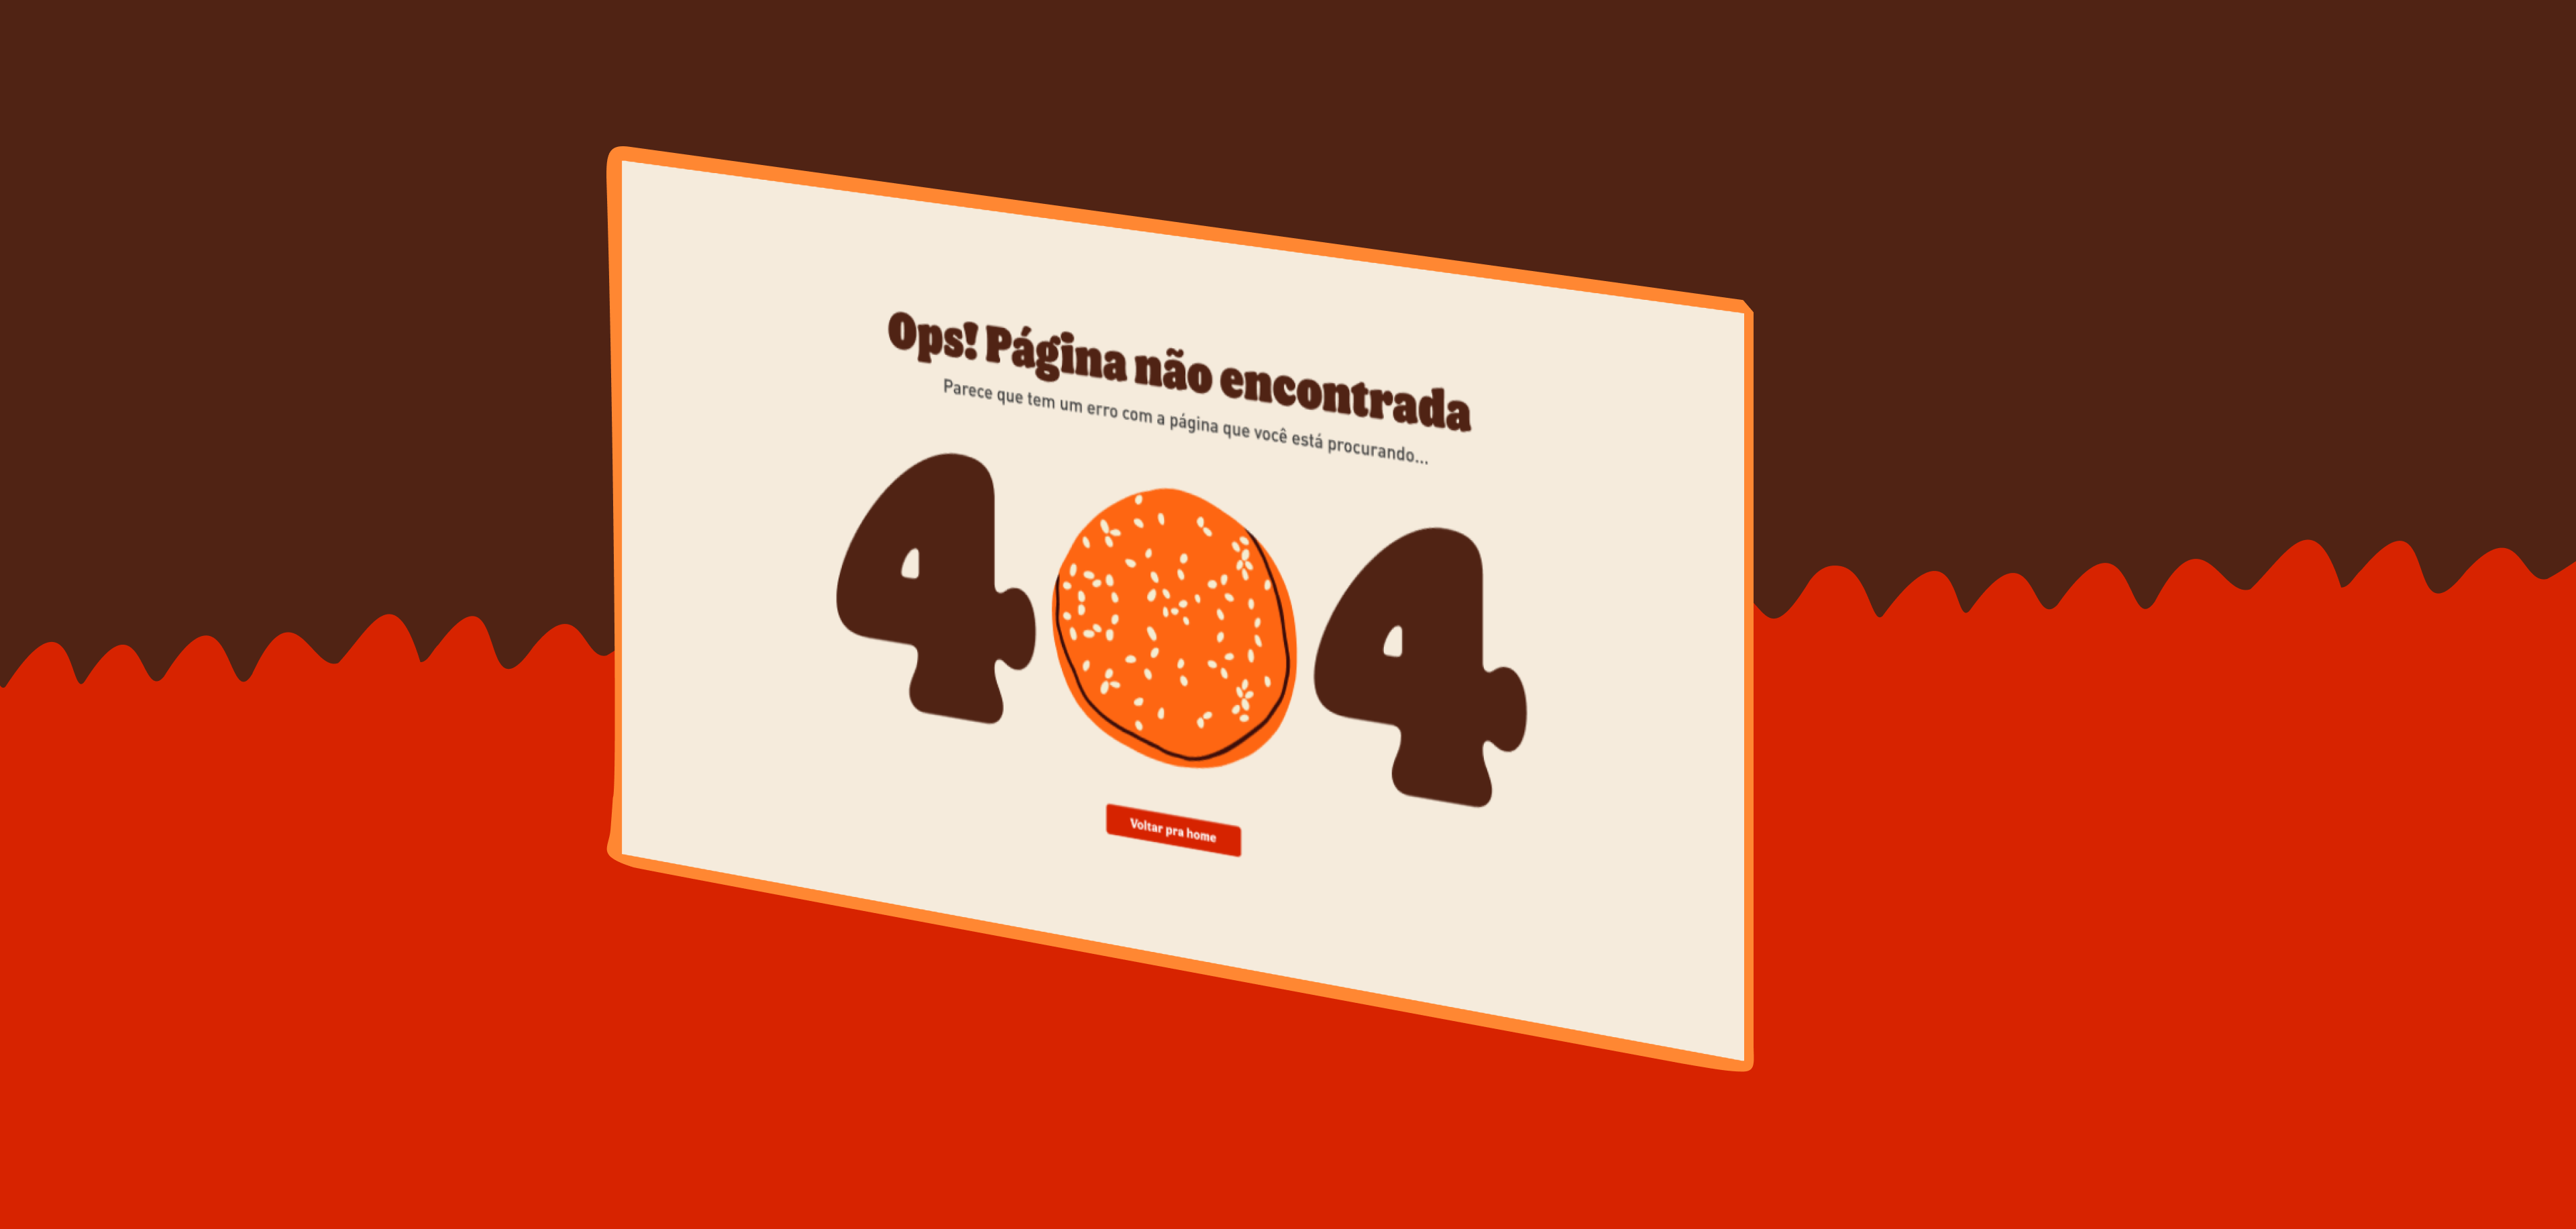 Ops! Página não encontrada
Parece que tem um erro com a página que você está procurando...
404
Voltar pra home